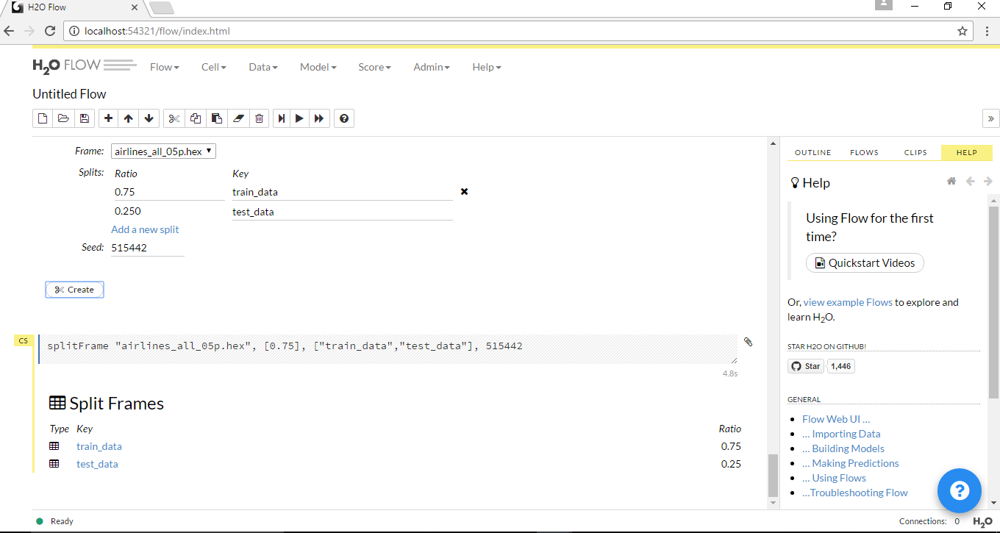 H2O Flow
localhost:54321/flow/index.html
H2O FLOW Flow Cell Data Model Score Admin Help
Untitled Flow
Frame: airlines_all_05p.hex
Splits: Ratio Key
0.75 train_data
0.250 test_data
Add a new split
Seed: 515442
Create
CS
splitFrame "airlines_all_05p.hex", [0.75], ["train_data","test_data"], 515442
4.8s
Split Frames
Type Key Ratio
train_data 0.75
test_data 0.25
OUTLINE FLOWS CLIPS HELP
Help
Using Flow for the first
time?
Quickstart Videos
Or, view example Flows to explore and
learn H2O.
STAR H2O ON GITHUB!
Star 1,446
GENERAL
Flow Web UI ...
... Importing Data
... Building Models
... Making Predictions
... Using Flows
...Troubleshooting Flow
Ready
Connections: 0 H2O